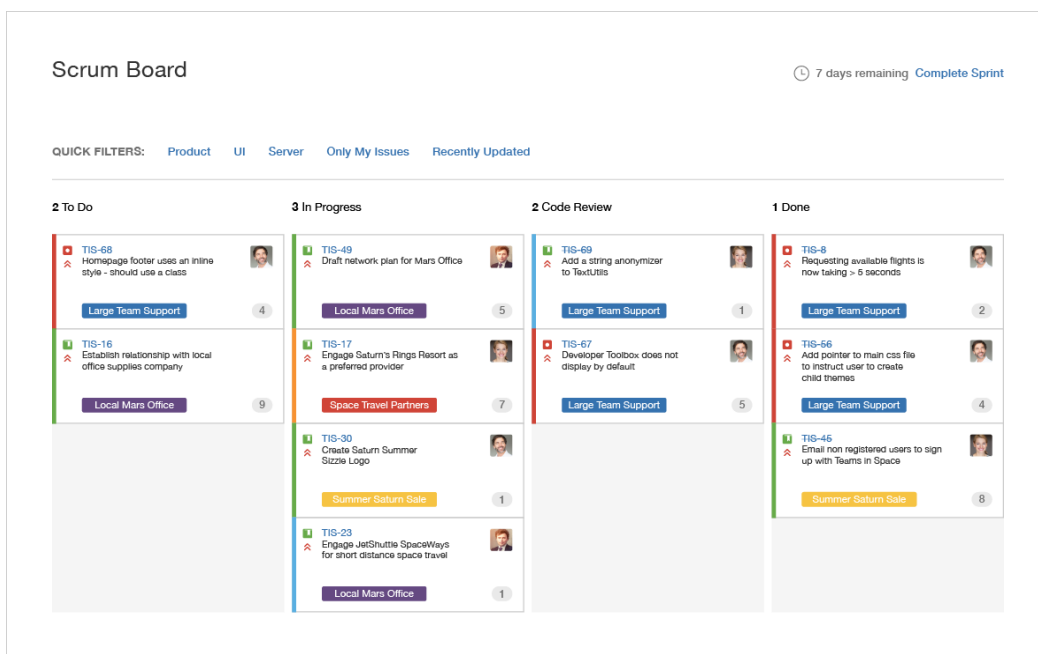 Scrum Board
7 days remaining Complete Sprint
QUICK FILTERS: Product UI Server Only My Issues Recently Updated
2 To Do
TIS-68
Homepage footer uses an inline
style - should use a class
Large Team Support 4
TIS-16
Establish relationship with local
office supplies company
Local Mars Office 9
3 In Progress
TIS-49
Draft network plan for Mars Office
Local Mars Office 5
TIS-17
Engage Saturn's Rings Resort as
a preferred provider
Space Travel Partners 7
TIS-30
Create Saturn Summer
Sizzle Logo
Summer Saturn Sale 1
TIS-23
Engage JetShuttle SpaceWays
for short distance space travel
Local Mars Office 1
2 Code Review
TIS-69
Add a string anonymizer
to TextUtils
Large Team Support 1
TIS-67
Developer Toolbox does not
display by default
Large Team Support 5
1 Done
TIS-8
Requesting available flights is
now taking > 5 seconds
Large Team Support 2
TIS-56
Add pointer to main css file
to instruct user to create
child themes
Large Team Support 4
TIS-45
Email non registered users to sign
up with Teams in Space
Summer Saturn Sale 8